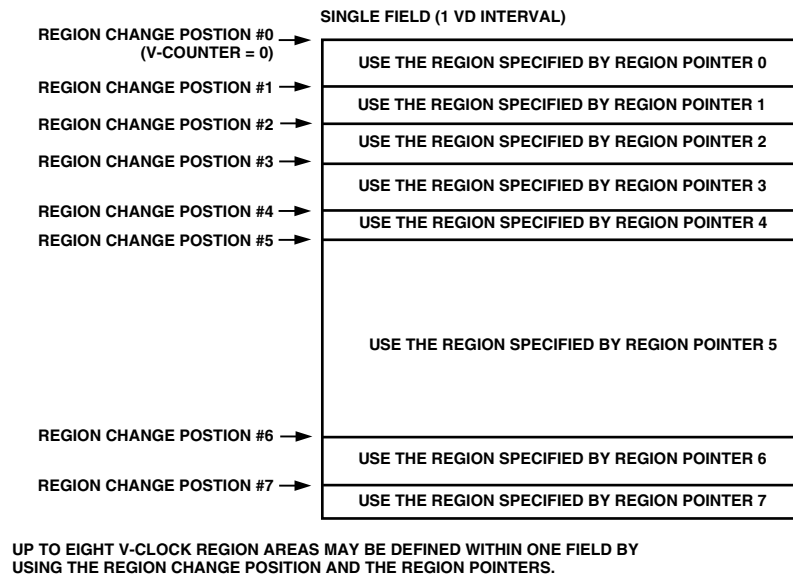 SINGLE FIELD (1 VD INTERVAL)
REGION CHANGE POSTION #0
(V-COUNTER = 0)
USE THE REGION SPECIFIED BY REGION POINTER 0
REGION CHANGE POSTION #1
USE THE REGION SPECIFIED BY REGION POINTER 1
REGION CHANGE POSTION #2
USE THE REGION SPECIFIED BY REGION POINTER 2
REGION CHANGE POSTION #3
USE THE REGION SPECIFIED BY REGION POINTER 3
REGION CHANGE POSTION #4
USE THE REGION SPECIFIED BY REGION POINTER 4
REGION CHANGE POSTION #5
USE THE REGION SPECIFIED BY REGION POINTER 5
REGION CHANGE POSTION #6
USE THE REGION SPECIFIED BY REGION POINTER 6
REGION CHANGE POSTION #7
USE THE REGION SPECIFIED BY REGION POINTER 7
UP TO EIGHT V-CLOCK REGION AREAS MAY BE DEFINED WITHIN ONE FIELD BY
USING THE REGION CHANGE POSITION AND THE REGION POINTERS.